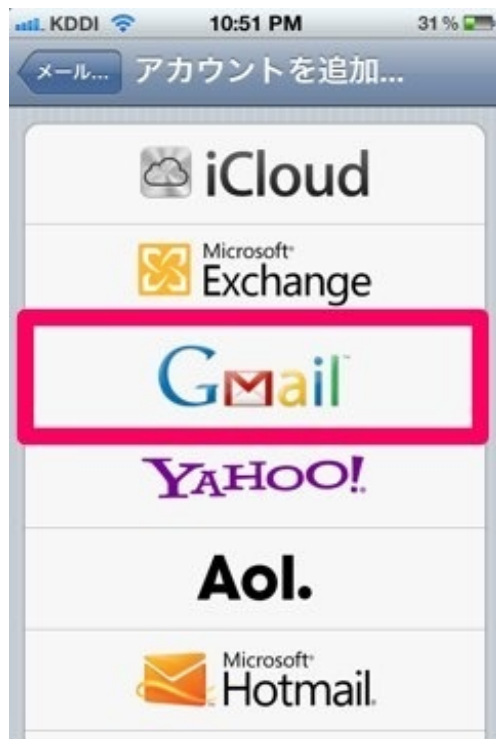 KDDI 10:51 PM 31%
メール... アカウントを追加...
iCloud
Microsoft
Exchange
Gmail
YAHOO!
Aol.
Microsoft
Hotmail